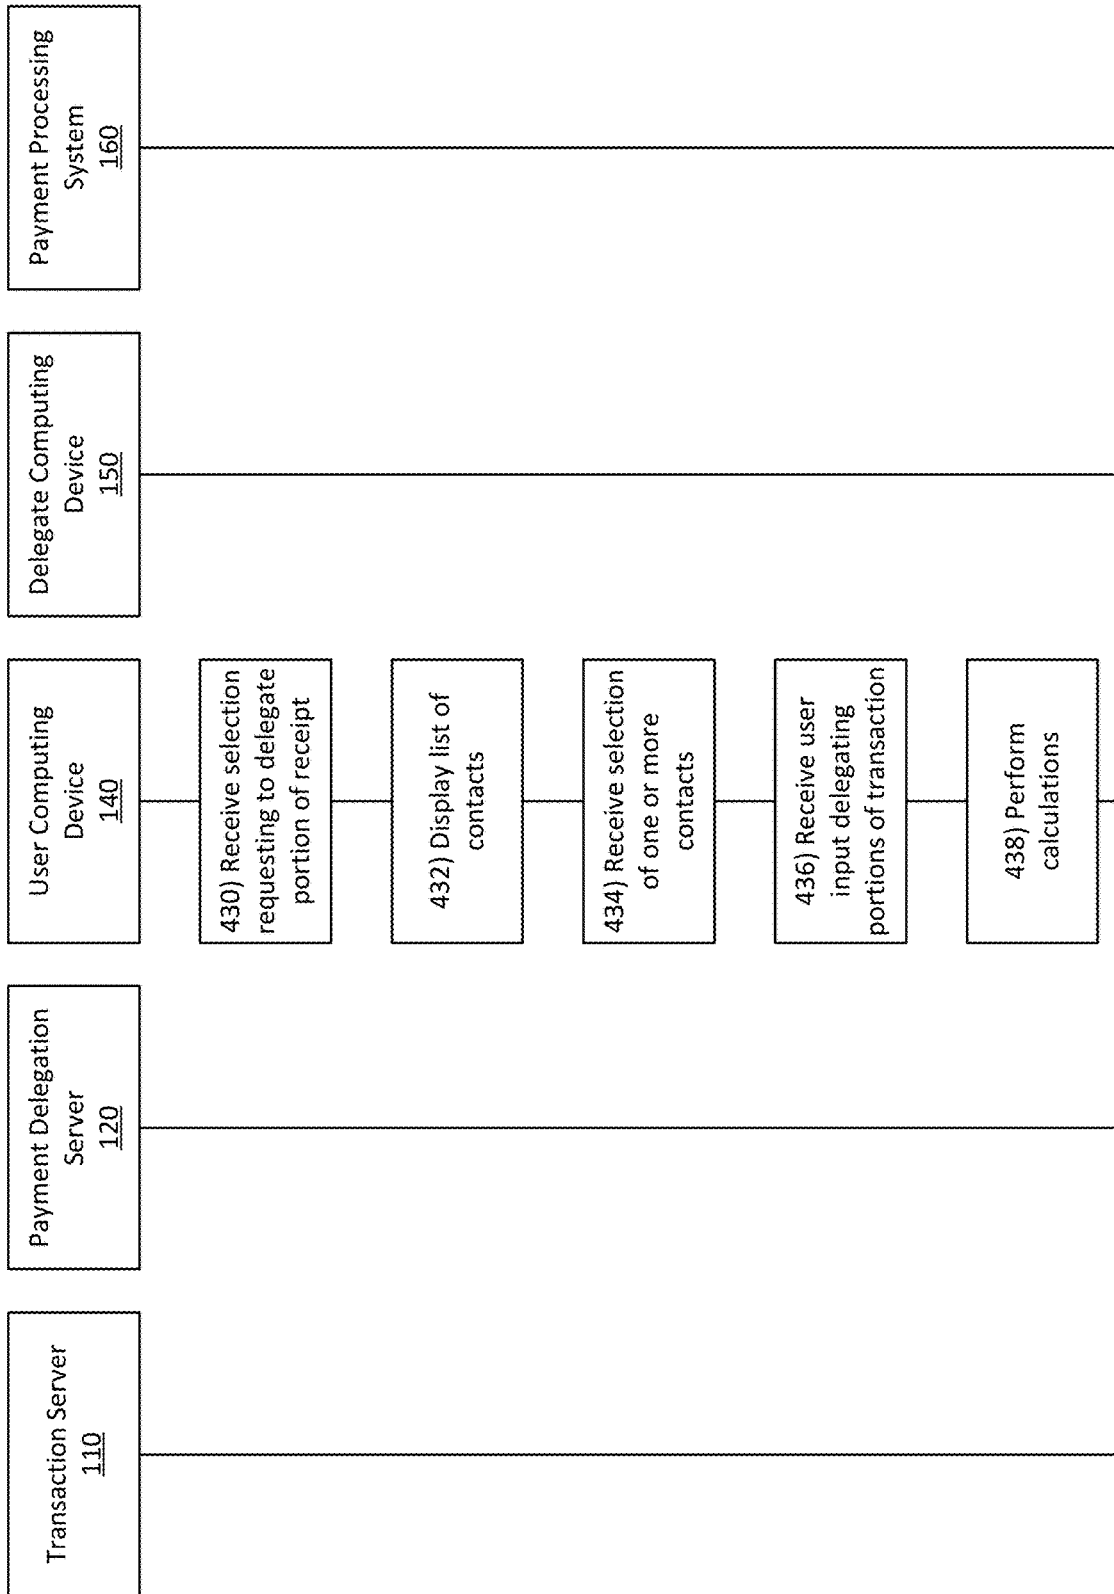 Transaction Server
110
Payment Delegation
Server
120
User Computing
Device
140
Delegate Computing
Device
150
Payment Processing
System
160
430) Receive selection
requesting to delegate
portion of receipt
432) Display list of
contacts
434) Receive selection
of one or more
contacts
436) Receive user
input delegating
portions of transaction
438) Perform
calculations